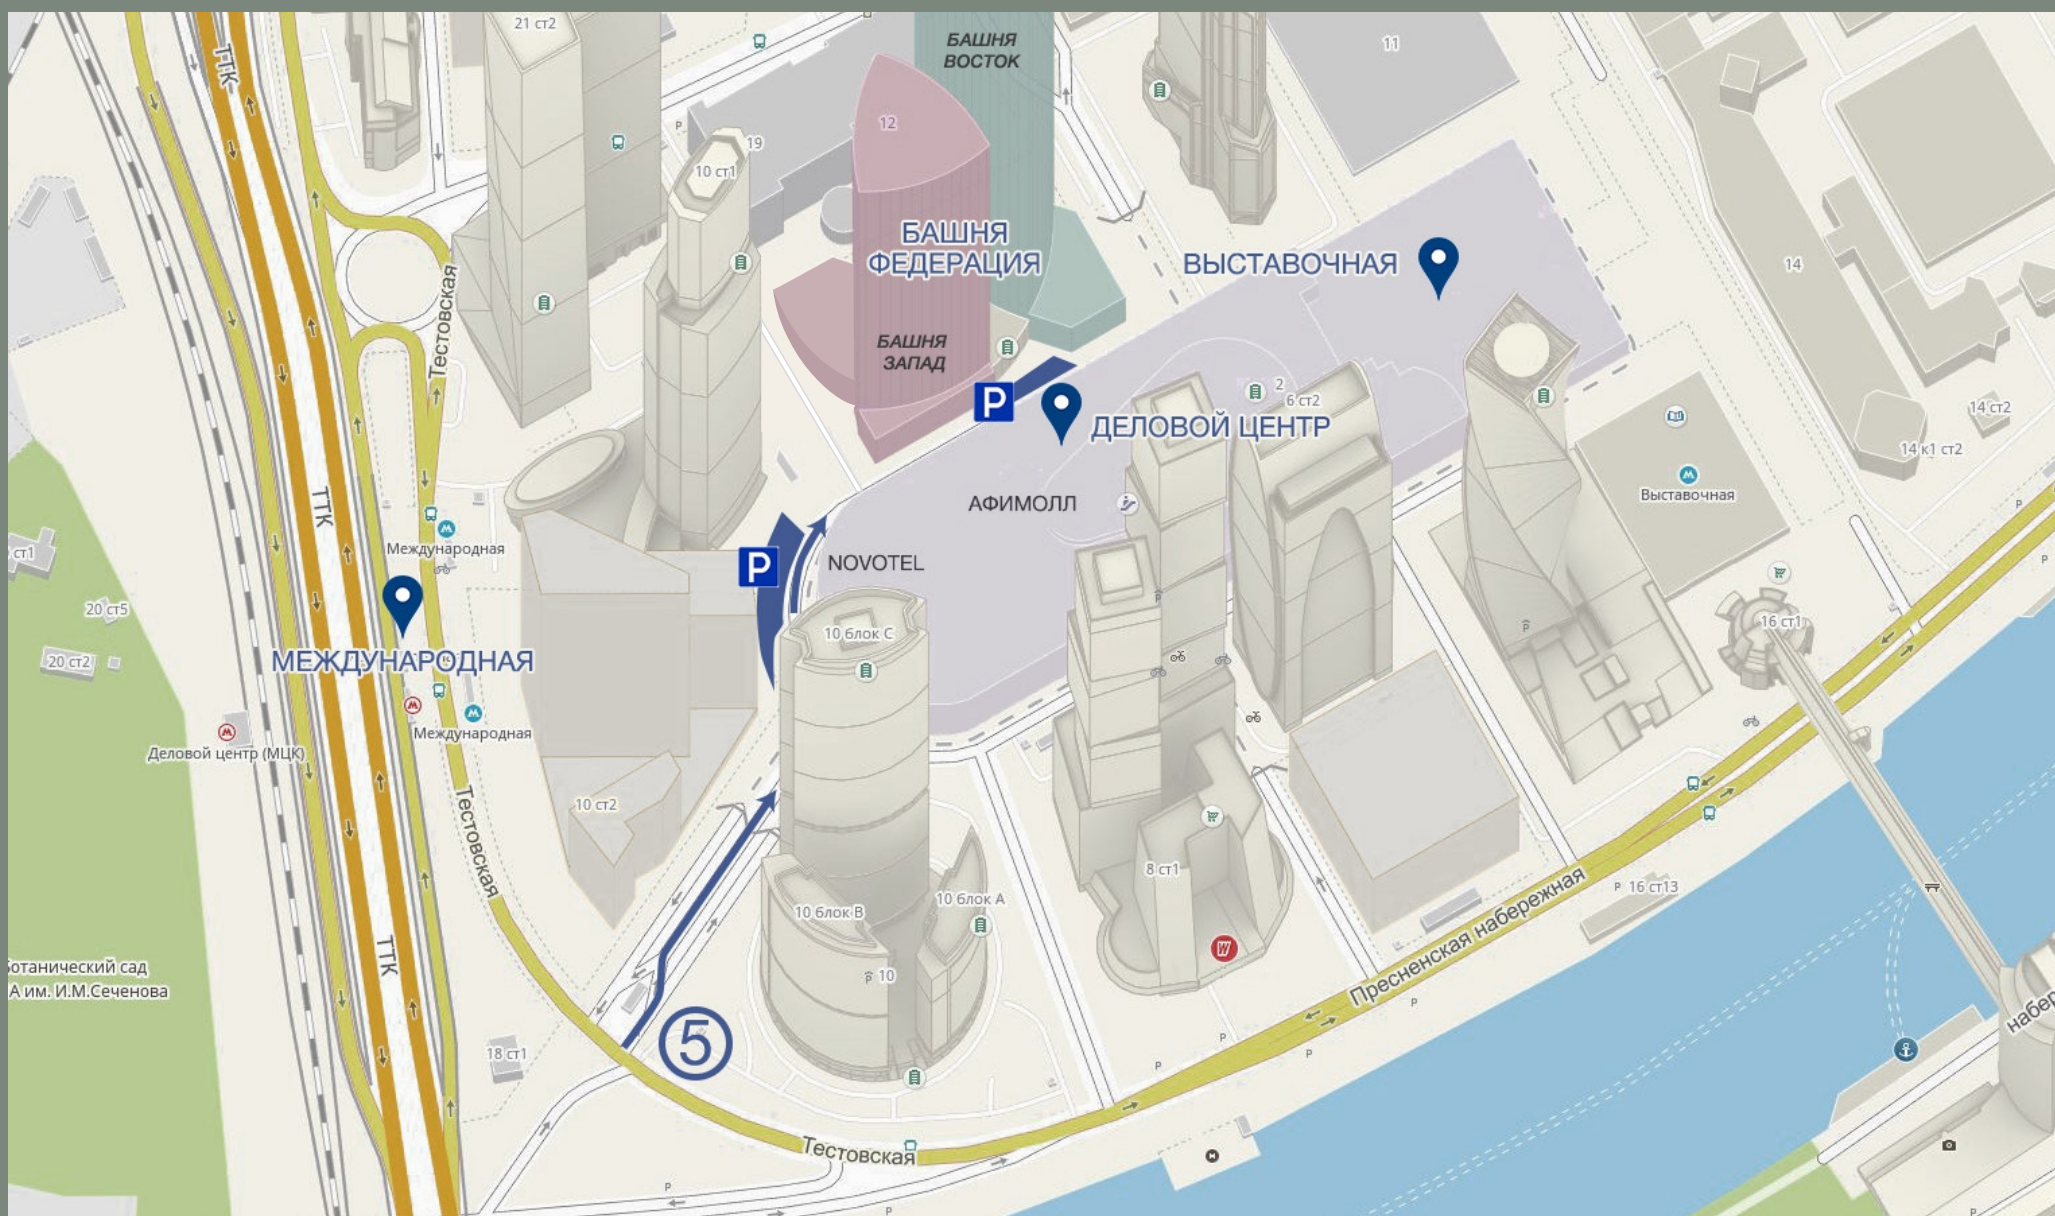 21 ст2
БАШНЯ
ВОСТОК
11
ТТК
12
P
19
10 ст1
БАШНЯ
ФЕДЕРАЦИЯ
ВЫСТАВОЧНАЯ
14
Тестовская
БАШНЯ
ЗАПАД
P
2
6 ст2
ДЕЛОВОЙ ЦЕНТР
14 ст2
14 к1 ст2
М
Выставочная
ТТК
АФИМОЛЛ
P
М
Международная
ст1
P
NOVOTEL
P
20 ст5
P
P
16 ст1
10 блок С
20 ст2
МЕЖДУНАРОДНАЯ
М
М
Международная
М
Деловой центр (МЦК)
Тестовская
10 ст2
8 ст1
P 16 ст13
10 блок В
10 блок А
Пресненская набережная
ТТК
W
ботанический сад
А им. И.М.Сеченова
P 10
P
набер
5
18 ст1
P
P
P
Тестовская
P
P
P